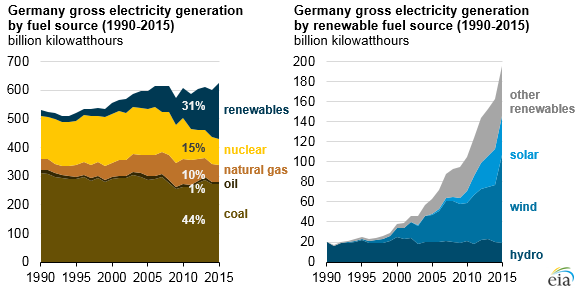 Germany gross electricity generation
by fuel source (1990-2015)
billion kilowatthours
700
600
500
400
300
200
100
0
1990
1995
2000
2005
2010
2015
31%
renewables
15%
nuclear
10%
natural gas
1%
oil
44%
coal
Germany gross electricity generation
by renewable fuel source (1990-2015)
billion kilowatthours
200
180
160
140
120
100
80
60
40
20
0
1990
1995
2000
2005
2010
2015
other
renewables
solar
wind
hydro
eia